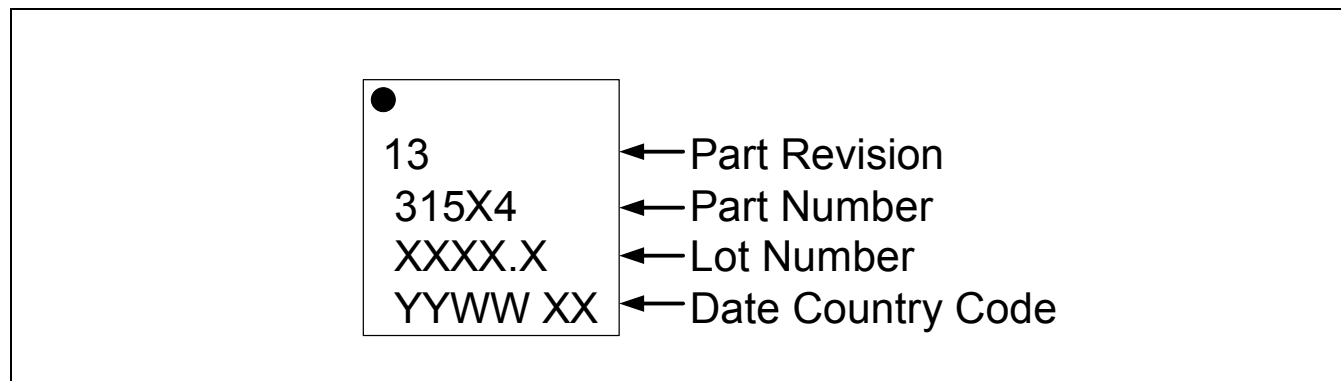 13 Part Revision
315X4 Part Number
XXXX.X Lot Number
YYWW XX Date Country Code